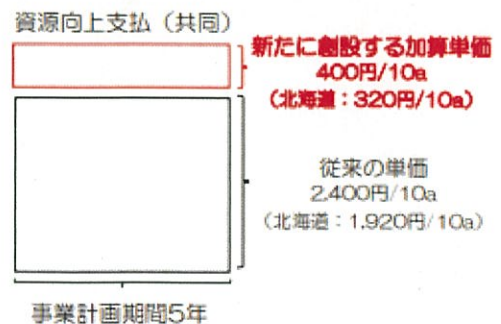 資源向上支払（共同）
新たに創設する加算単価
400円/10a
（北海道：320円/10a）
従来の単価
2,400円/10a
（北海道：1,920円/10a）
事業計画期間5年